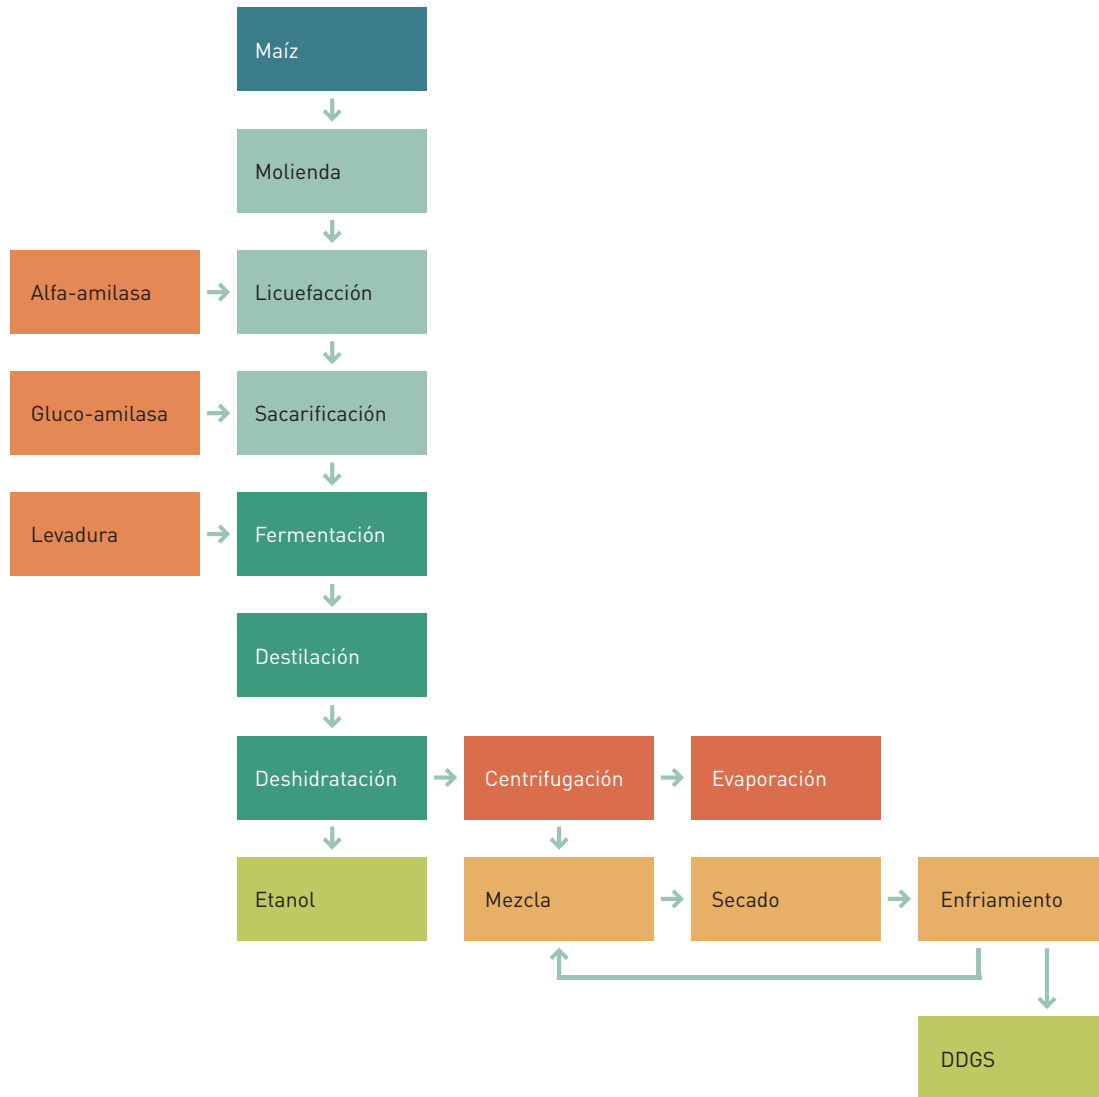 Maíz
Molienda
Alfa-amilasa
Licuefacción
Gluco-amilasa
Sacarificación
Levadura
Fermentación
Destilación
Deshidratación
Centrifugación
Evaporación
Etanol
Mezcla
Secado
Enfriamiento
DDGS